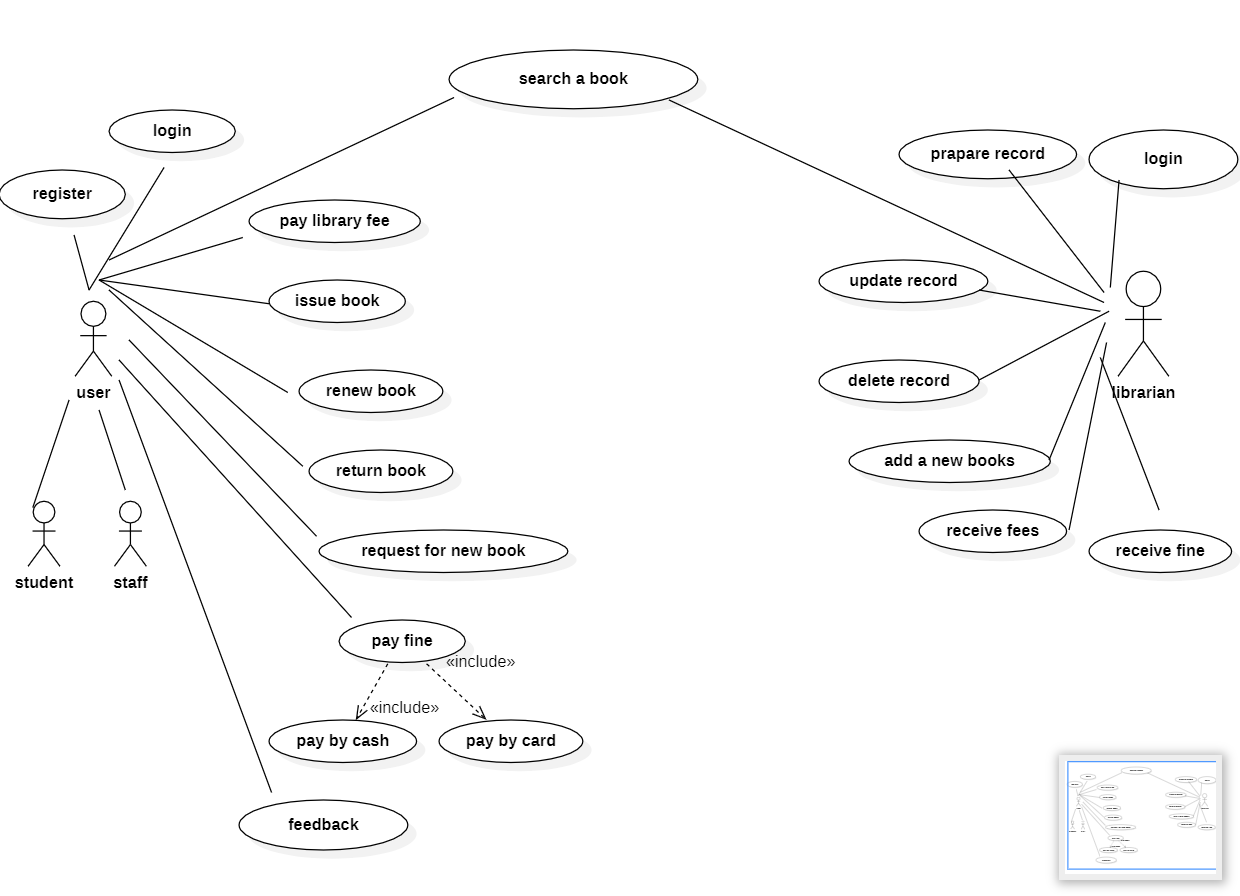 search a book
login
register
pay library fee
issue book
renew book
return book
request for new book
pay fine
«include»
«include»
pay by cash
pay by card
feedback
user
student
staff
prapare record
login
update record
delete record
add a new books
receive fees
receive fine
librarian